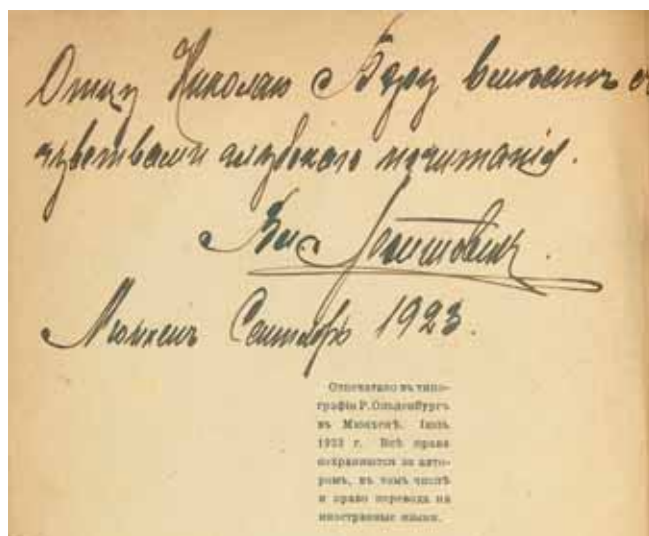 Отцу Николаю
чувствами глубокаго почитанія.
Мюнхенъ Сентябрь 1923.
Отпечатано въ типо-
графіи Р. Ольденбургъ
въ Мюнхенѣ. Іюль
1923 г. Всѣ права
сохраняются за авто-
ромъ, въ томъ числѣ
и право перевода на
иностранные языки.